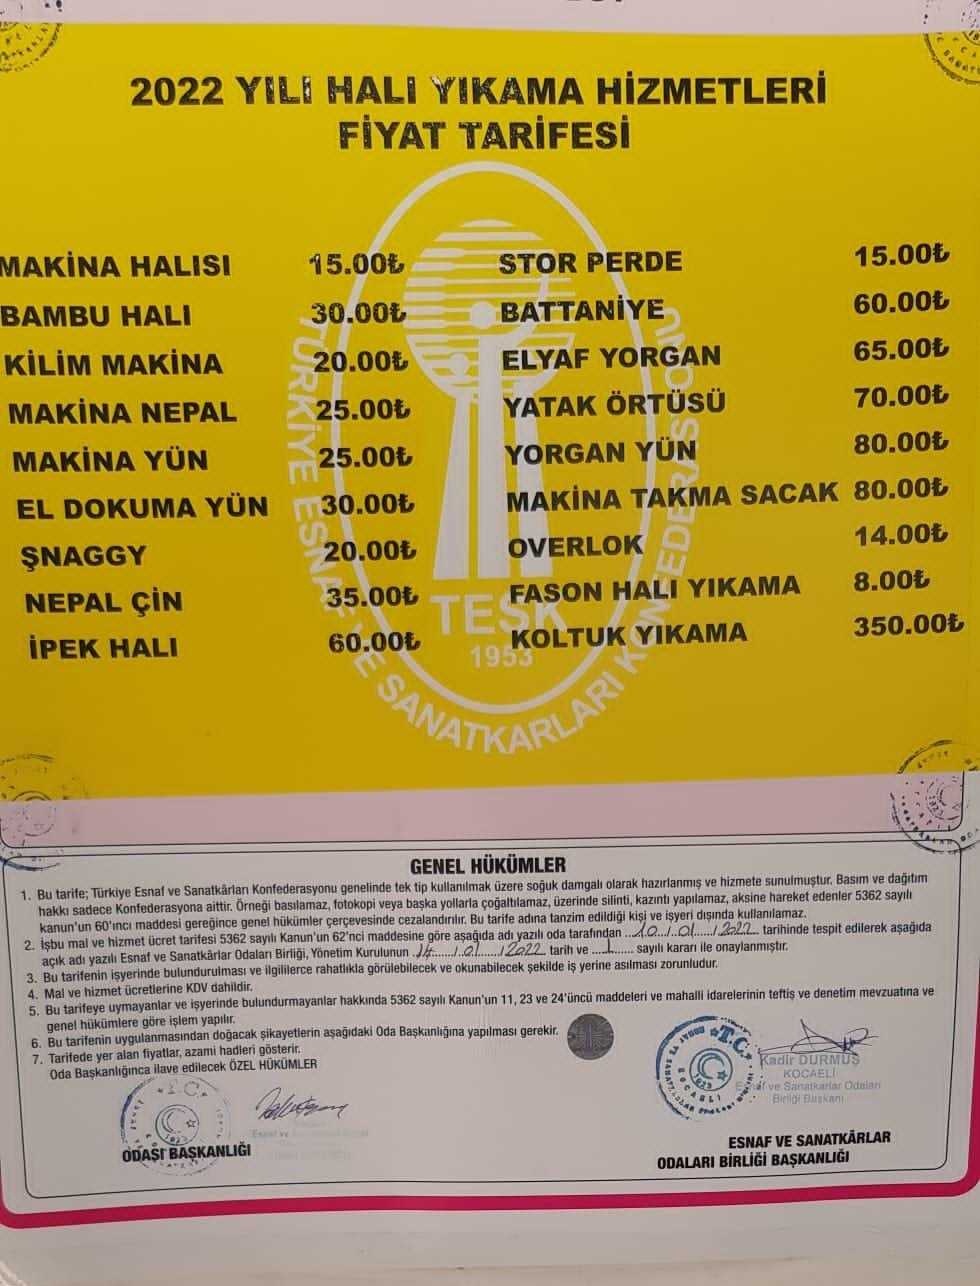 2022 YILI HALI YIKAMA HİZMETLERİ
FİYAT TARİFESİ
MAKİNA HALISI 15.00₺ STOR PERDE 15.00₺
BAMBU HALI 30.00₺ BATTANİYE 60.00₺
KİLİM MAKİNA 20.00₺ ELYAF YORGAN 65.00₺
MAKİNA NEPAL 25.00₺ YATAK ÖRTÜSÜ 70.00₺
MAKİNA YÜN 25.00₺ YORGAN YÜN 80.00₺
EL DOKUMA YÜN 30.00₺ MAKİNA TAKMA SACAK 80.00₺
ŞNAGGY 20.00₺ OVERLOK 14.00₺
NEPAL ÇİN 35.00₺ FASON HALI YIKAMA 8.00₺
İPEK HALI 60.00₺ KOLTUK YIKAMA 350.00₺
TÜRKİYE ESNAF VE SANATKARLARI KONFEDERASYONU
TESK
1953
GENEL HÜKÜMLER
1. Bu tarife; Türkiye Esnaf ve Sanatkârları Konfederasyonu genelinde tek tip kullanılmak üzere soğuk damgalı olarak hazırlanmış ve hizmete sunulmuştur. Basım ve dağıtım
hakkı sadece Konfederasyona aittir. Örneği basılamaz, fotokopi veya başka yollarla çoğaltılamaz, üzerinde silinti, kazıntı yapılamaz, aksine hareket edenler 5362 sayılı
kanun'un 60'ıncı maddesi gereğince genel hükümler çerçevesinde cezalandırılır. Bu tarife adına tanzim edildiği kişi ve işyeri dışında kullanılamaz.
2. İşbu mal ve hizmet ücret tarifesi 5362 sayılı Kanun'un 62'nci maddesine göre aşağıda adı yazılı oda tarafından ..10../..01../..2022 tarihinde tespit edilerek aşağıda
açık adı yazılı Esnaf ve Sanatkârlar Odaları Birliği, Yönetim Kurulunun .14..../..01..../2022 tarih ve ...1..... sayılı kararı ile onaylanmıştır.
3. Bu tarifenin işyerinde bulundurulması ve ilgililerce rahatlıkla görülebilecek ve okunabilecek şekilde iş yerine asılması zorunludur.
4. Mal ve hizmet ücretlerine KDV dahildir.
5. Bu tarifeye uymayanlar ve işyerinde bulundurmayanlar hakkında 5362 sayılı Kanun'un 11, 23 ve 24'üncü maddeleri ve mahalli idarelerinin teftiş ve denetim mevzuatına ve
genel hükümlere göre işlem yapılır.
6. Bu tarifenin uygulanmasından doğacak şikayetlerin aşağıdaki Oda Başkanlığına yapılması gerekir.
7. Tarifede yer alan fiyatlar, azami hadleri gösterir.
Oda Başkanlığınca ilave edilecek ÖZEL HÜKÜMLER
T.C.
KOCAELİ
1923
Kadir DURMUŞ
KOCAELİ
Esnaf ve Sanatkarlar Odaları
Birliği Başkanı
Esnaf ve
ODASI BAŞKANLIĞI
ESNAF VE SANATKÂRLAR
ODALARI BİRLİĞİ BAŞKANLIĞI